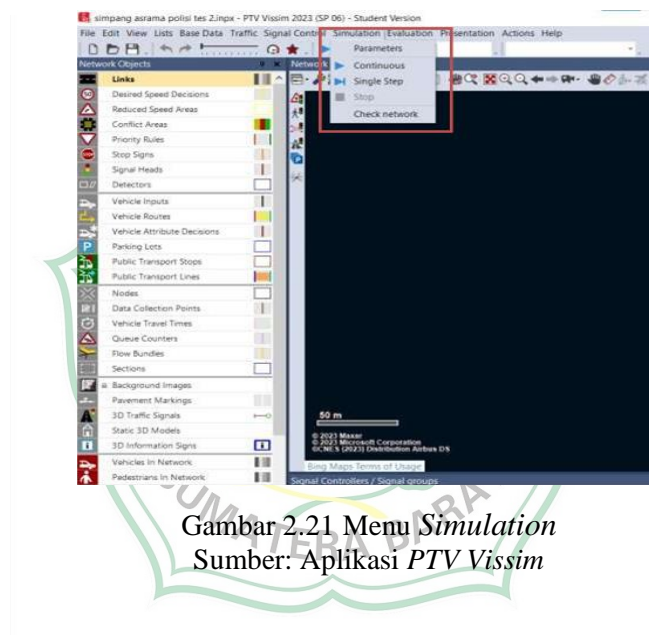 simpang asrama polisi tes 2.inpx - PTV Vissim 2023 (SP 06) - Student Version
File Edit View Lists Base Data Traffic Signal Control Simulation Evaluation Presentation Actions Help
Parameters
Continuous
Single Step
Stop
Check network
Network Objects
Network
Links
Desired Speed Decisions
Reduced Speed Areas
Conflict Areas
Priority Rules
Stop Signs
Signal Heads
Detectors
Vehicle Inputs
Vehicle Routes
Vehicle Attribute Decisions
Parking Lots
Public Transport Stops
Public Transport Lines
Nodes
Data Collection Points
Vehicle Travel Times
Queue Counters
Flow Bundles
Sections
Background Images
Pavement Markings
3D Traffic Signals
Static 3D Models
3D Information Signs
Vehicles In Network
Pedestrians In Network
50 m
© 2023 Maxar
© 2023 Microsoft Corporation
©CNES (2023) Distribution Airbus DS
Bing Maps Terms of Usage
Signal Controllers / Signal groups
SUMATERA BARA
Gambar 2.21 Menu Simulation
Sumber: Aplikasi PTV Vissim